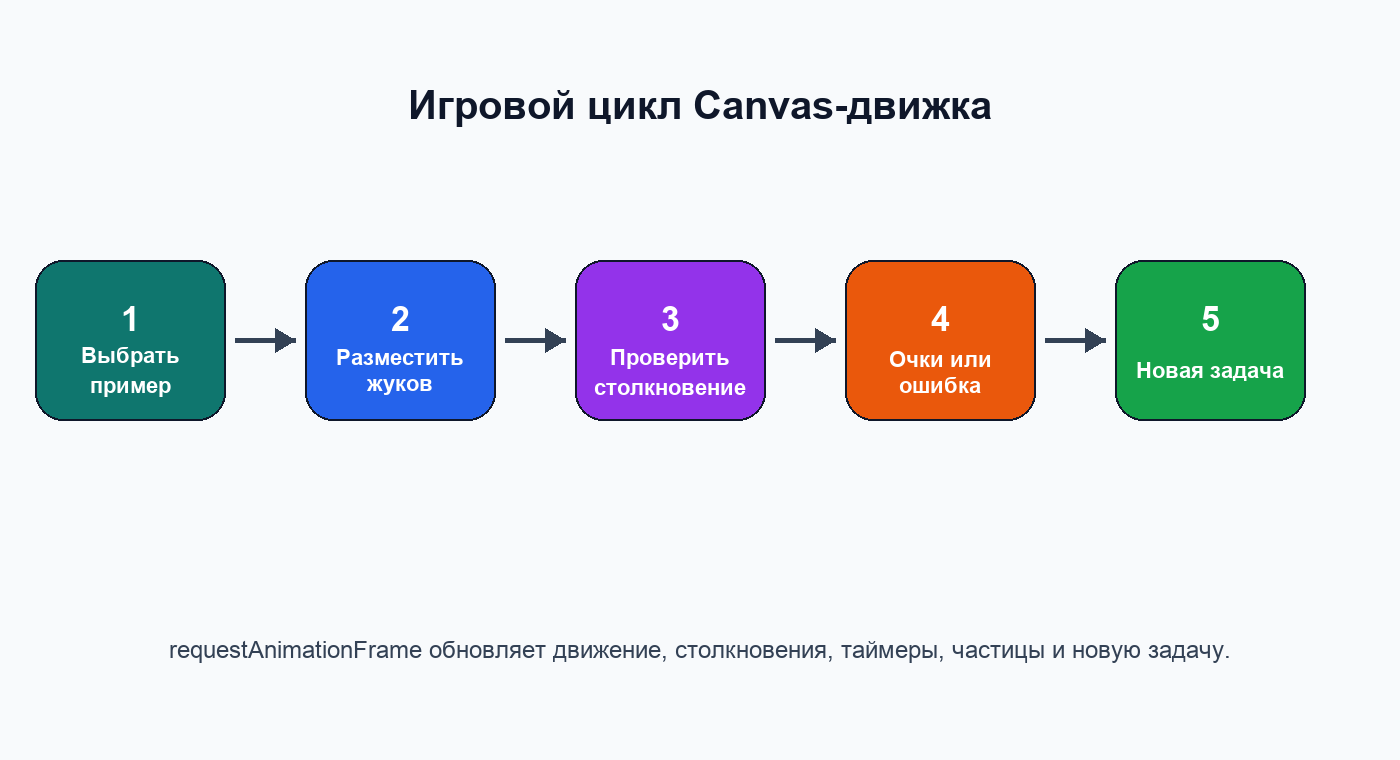 Игровой цикл Canvas-движка
1
Выбрать
пример
2
Разместить
жуков
3
Проверить
столкновение
4
Очки или
ошибка
5
Новая задача
requestAnimationFrame обновляет движение, столкновения, таймеры, частицы и новую задачу.